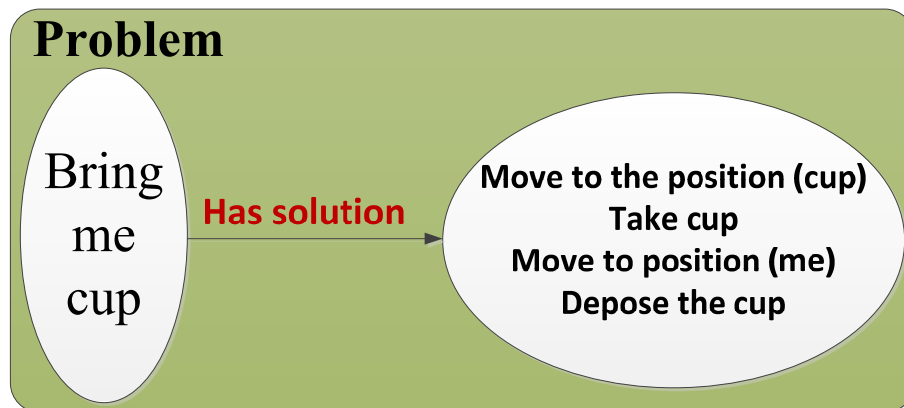 Problem
Bring
me
cup
Has solution
Move to the position (cup)
Take cup
Move to position (me)
Depose the cup